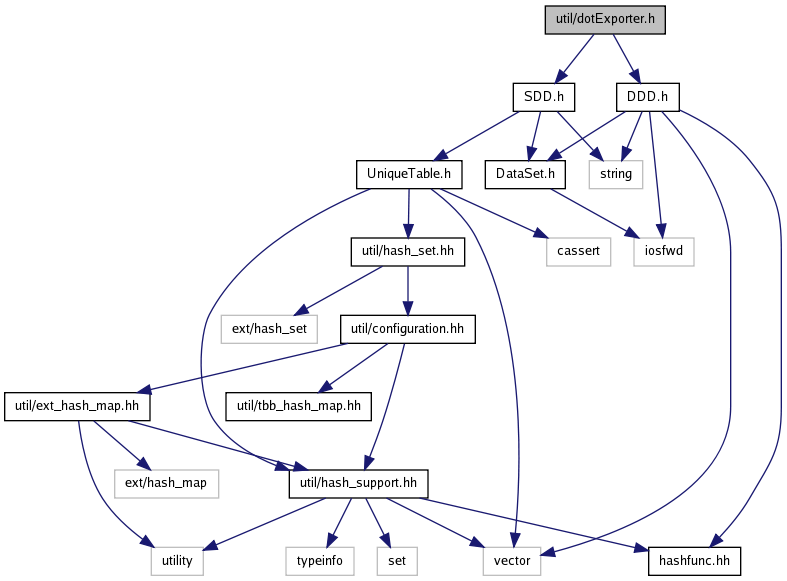 util/dotExporter.h
SDD.h
DDD.h
UniqueTable.h
DataSet.h
string
util/hash_set.hh
cassert
iosfwd
ext/hash_set
util/configuration.hh
util/ext_hash_map.hh
util/tbb_hash_map.hh
ext/hash_map
util/hash_support.hh
utility
typeinfo
set
vector
hashfunc.hh